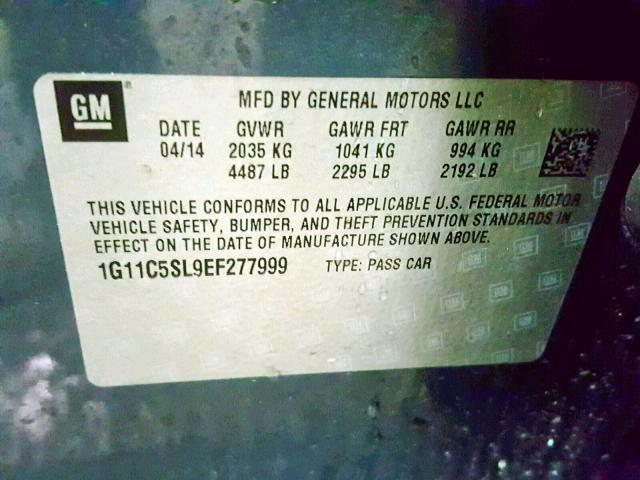 GM
MFD BY GENERAL MOTORS LLC
DATE GVWR GAWR FRT GAWR RR
04/14 2035 KG 1041 KG 994 KG
4487 LB 2295 LB 2192 LB
THIS VEHICLE CONFORMS TO ALL APPLICABLE U.S. FEDERAL MOTOR
VEHICLE SAFETY, BUMPER, AND THEFT PREVENTION STANDARDS IN
EFFECT ON THE DATE OF MANUFACTURE SHOWN ABOVE.
1G11C5SL9EF277999 TYPE: PASS CAR